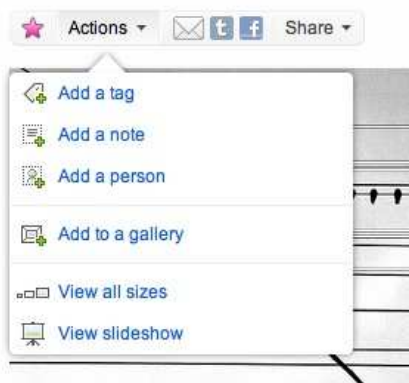 Actions
t
f
Share
Add a tag
Add a note
Add a person
Add to a gallery
View all sizes
View slideshow